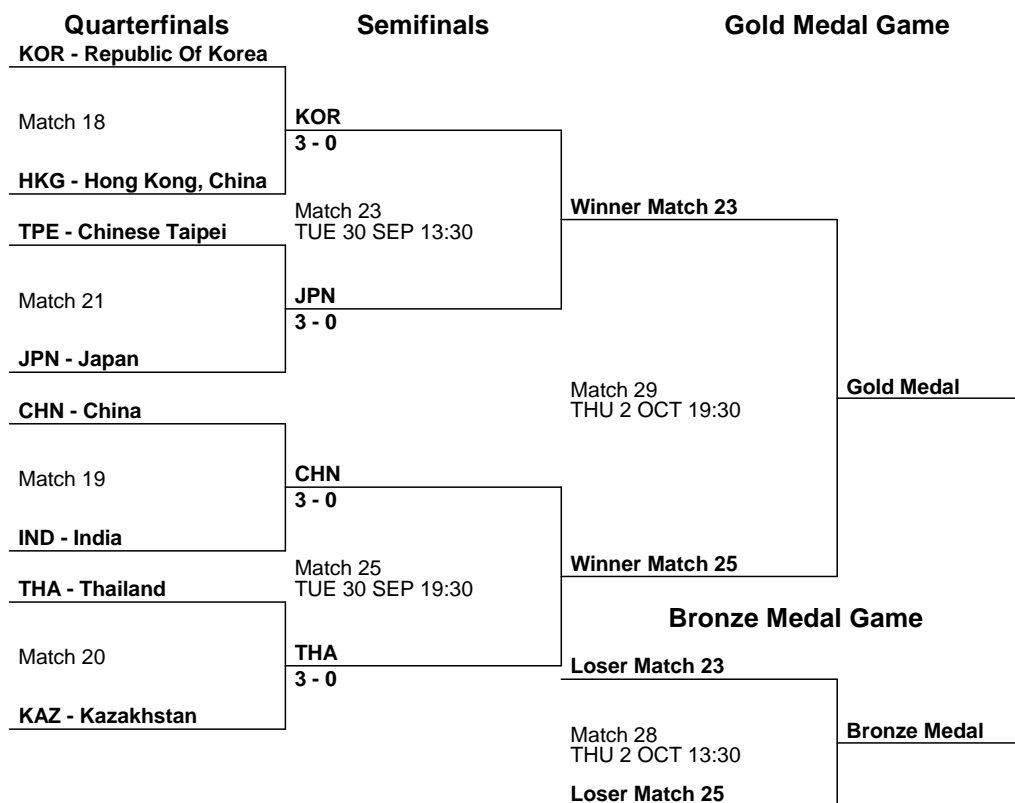 Quarterfinals
Semifinals
Gold Medal Game
KOR - Republic Of Korea
Match 18
KOR
3 - 0
HKG - Hong Kong, China
Match 23
TUE 30 SEP 13:30
Winner Match 23
TPE - Chinese Taipei
Match 21
JPN
3 - 0
JPN - Japan
Match 29
THU 2 OCT 19:30
Gold Medal
CHN - China
Match 19
CHN
3 - 0
IND - India
Match 25
TUE 30 SEP 19:30
Winner Match 25
THA - Thailand
Bronze Medal Game
Match 20
THA
3 - 0
Loser Match 23
KAZ - Kazakhstan
Match 28
THU 2 OCT 13:30
Bronze Medal
Loser Match 25